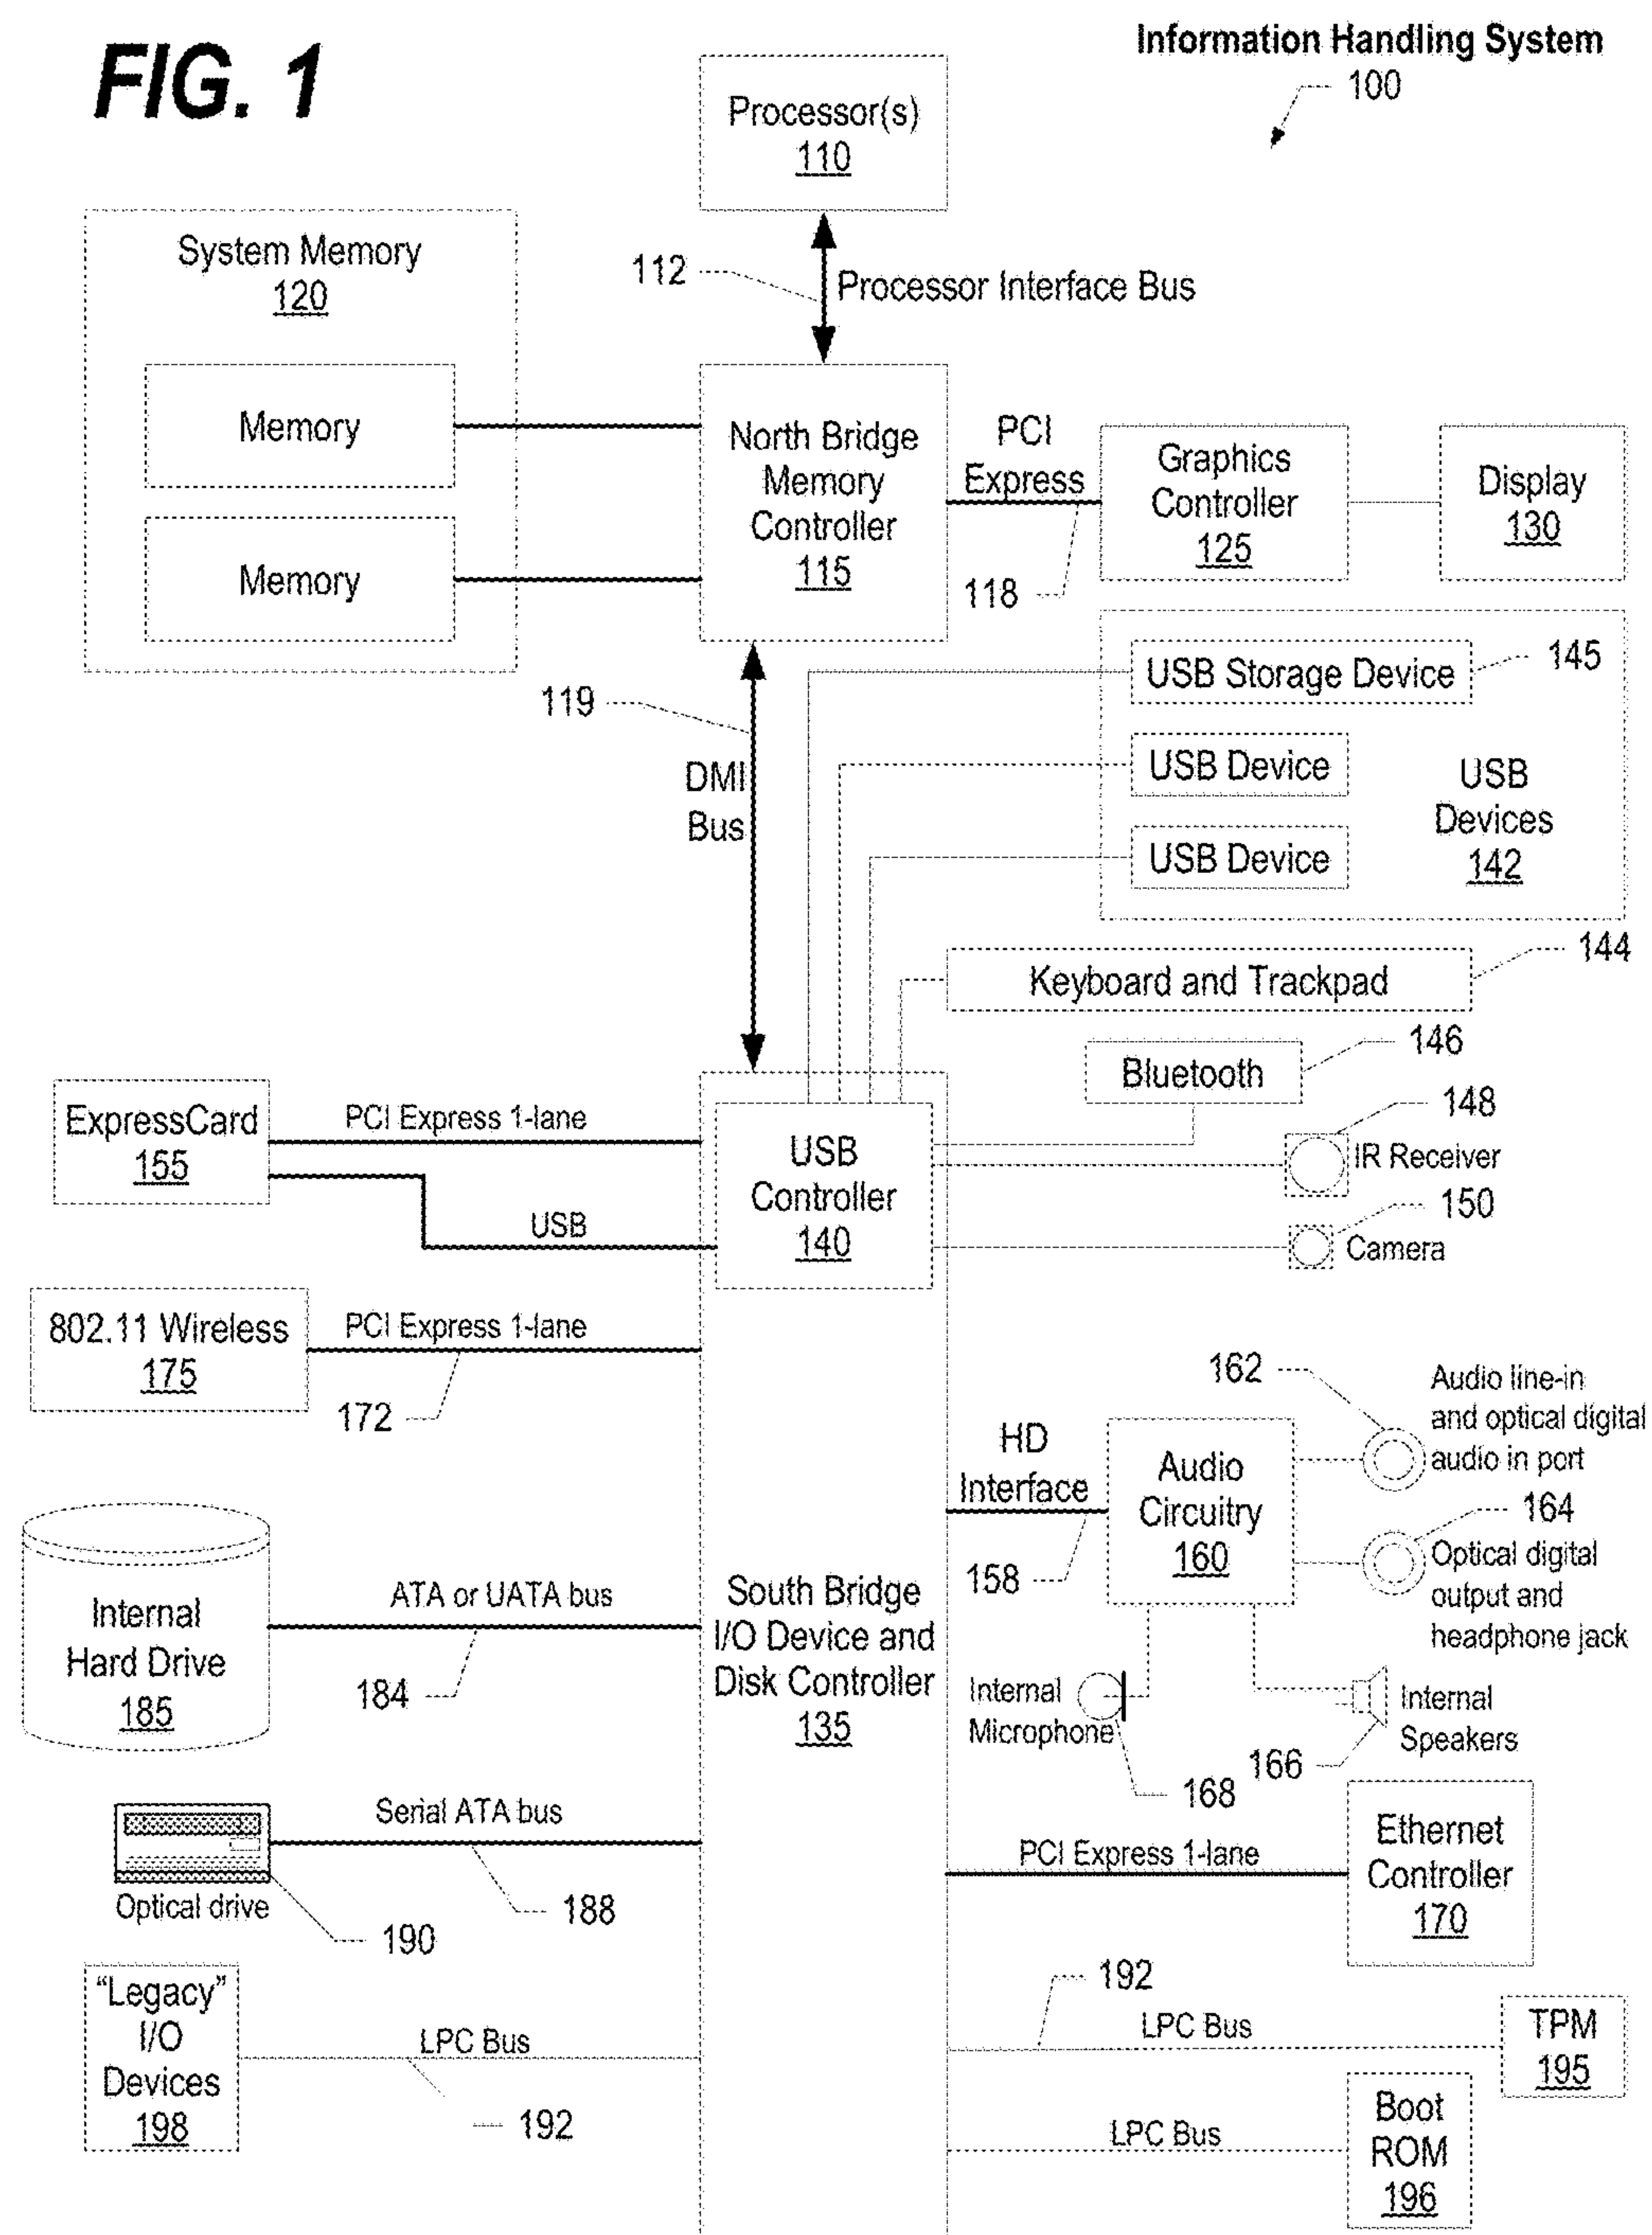 FIG. 1
Information Handling System
100
Processor(s)
110
System Memory
120
112
Processor Interface Bus
Memory
Memory
North Bridge
Memory
Controller
115
PCI
Express
118
Graphics
Controller
125
Display
130
119
DMI
Bus
USB Storage Device
145
USB Device
USB Device
USB
Devices
142
Keyboard and Trackpad
144
Bluetooth
146
148
IR Receiver
150
Camera
ExpressCard
155
PCI Express 1-lane
USB
USB
Controller
140
802.11 Wireless
175
PCI Express 1-lane
172
162
Audio line-in
and optical digital
audio in port
HD
Interface
158
Audio
Circuitry
160
164
Optical digital
output and
headphone jack
Internal
Hard Drive
185
ATA or UATA bus
184
South Bridge
I/O Device and
Disk Controller
135
Internal
Microphone
168
166
Internal
Speakers
Serial ATA bus
188
Optical drive
190
PCI Express 1-lane
Ethernet
Controller
170
"Legacy"
I/O
Devices
198
LPC Bus
192
192
LPC Bus
TPM
195
LPC Bus
Boot
ROM
196